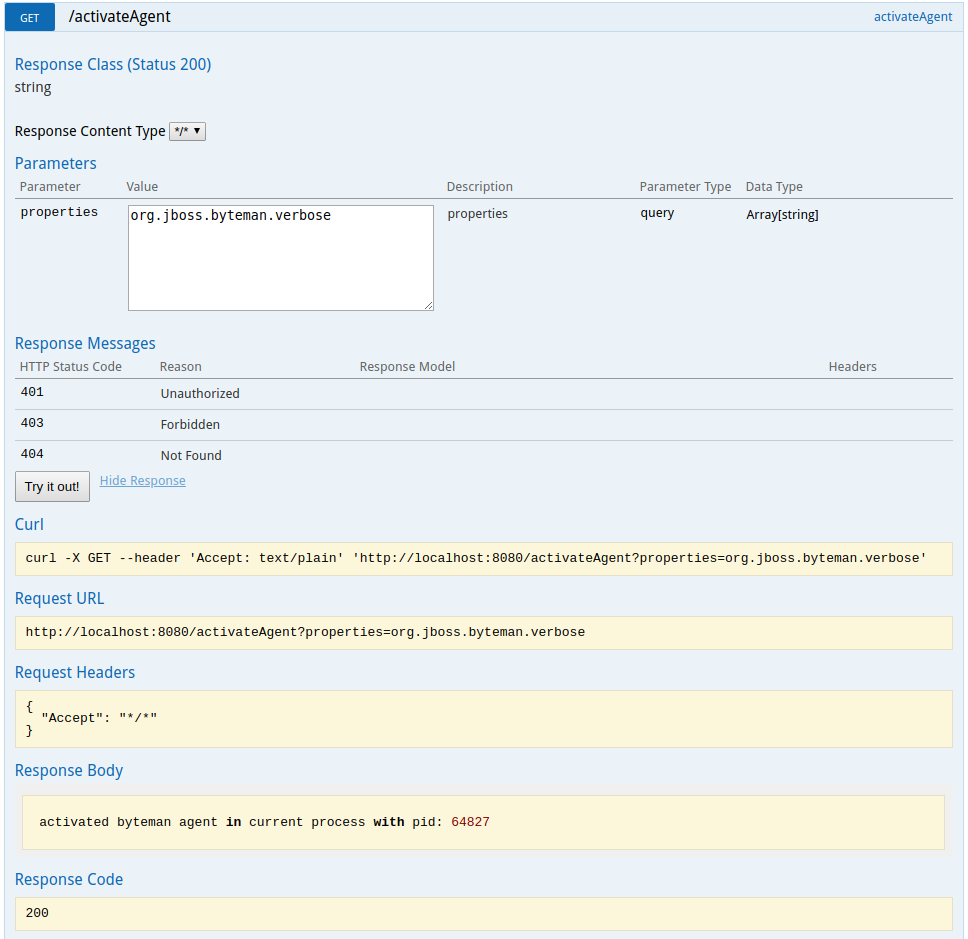 GET /activateAgent activateAgent
Response Class (Status 200)
string
Response Content Type */* ▼
Parameters
Parameter Value Description Parameter Type Data Type
properties org.jboss.byteman.verbose properties query Array[string]
Response Messages
HTTP Status Code Reason Response Model Headers
401 Unauthorized
403 Forbidden
404 Not Found
Try it out! Hide Response
Curl
curl -X GET --header 'Accept: text/plain' 'http://localhost:8080/activateAgent?properties=org.jboss.byteman.verbose'
Request URL
http://localhost:8080/activateAgent?properties=org.jboss.byteman.verbose
Request Headers
{
  "Accept": "*/*"
}
Response Body
activated byteman agent in current process with pid: 64827
Response Code
200